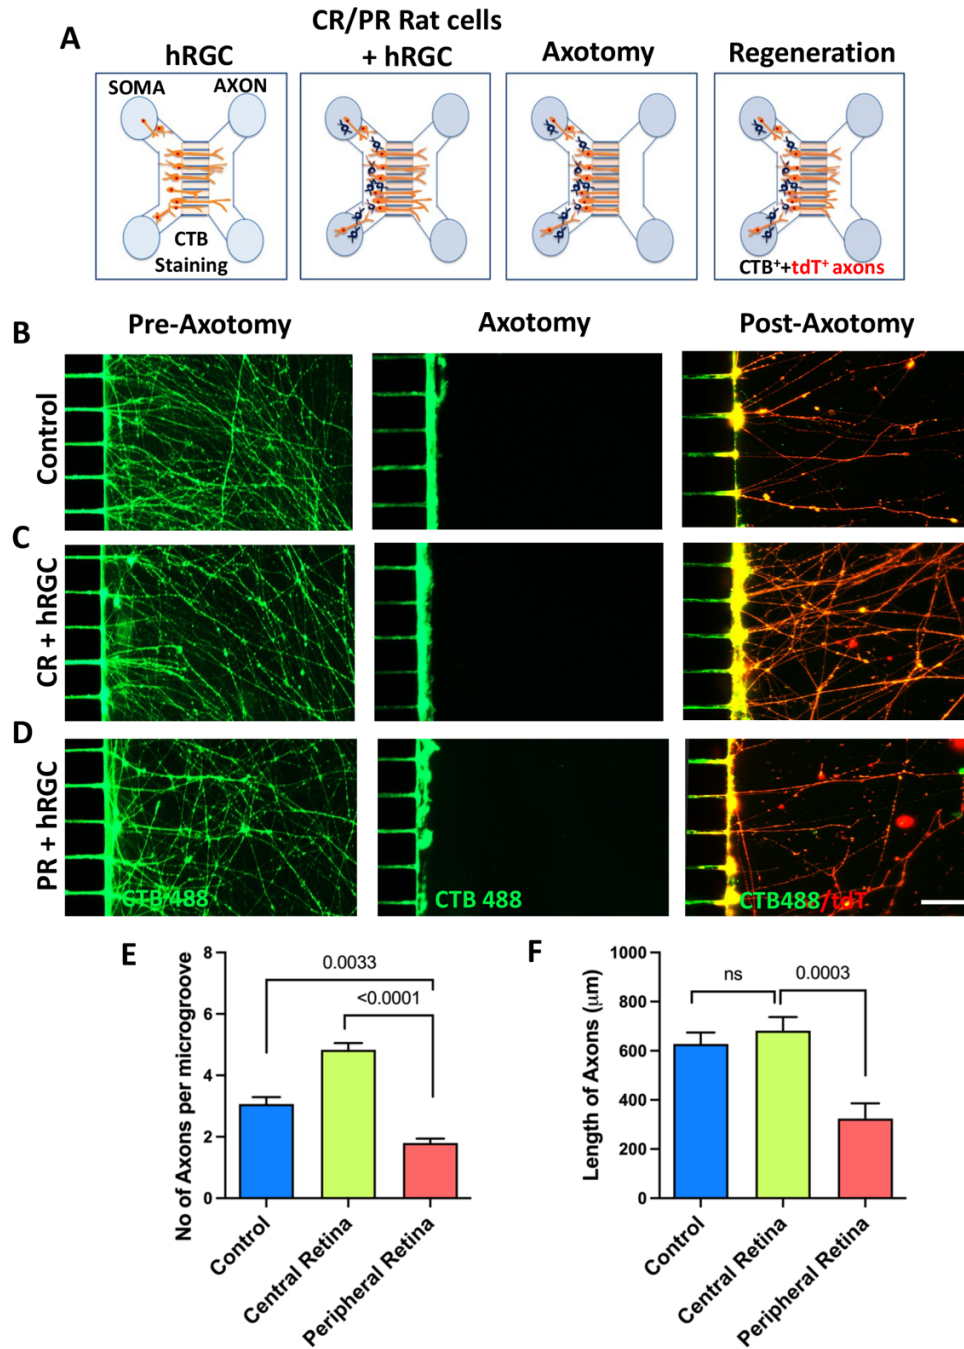 A
hRGC
CR/PR Rat cells
+ hRGC
Axotomy
Regeneration
SOMA
AXON
CTB
Staining
CTB⁺+tdT⁺ axons
B
Pre-Axotomy
Axotomy
Post-Axotomy
Control
C
CR + hRGC
D
PR + hRGC
CTB 488
CTB 488
CTB488/tdT
E
No of Axons per microgroove
8
6
4
2
0
0.0033
<0.0001
Control
Central Retina
Peripheral Retina
F
Length of Axons (μm)
1000
800
600
400
200
0
ns
0.0003
Control
Central Retina
Peripheral Retina